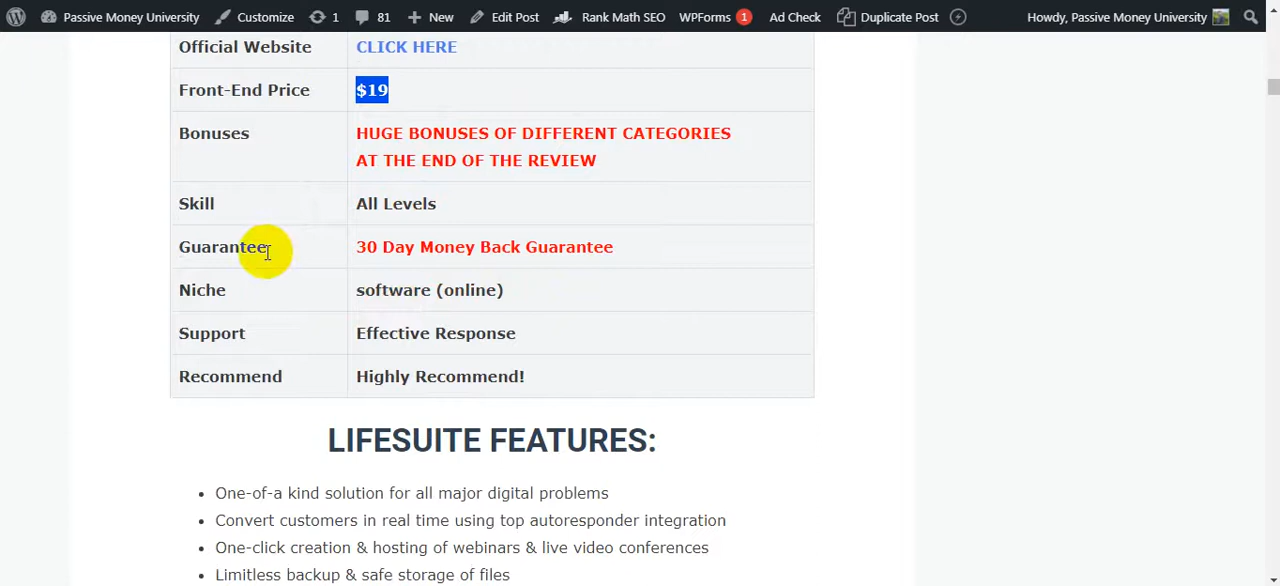 Passive Money University Customize 1 81 New Edit Post Rank Math SEO WPForms 1 Ad Check Duplicate Post Howdy, Passive Money University
Official Website CLICK HERE
Front-End Price $19
Bonuses HUGE BONUSES OF DIFFERENT CATEGORIES
AT THE END OF THE REVIEW
Skill All Levels
Guarantee 30 Day Money Back Guarantee
Niche software (online)
Support Effective Response
Recommend Highly Recommend!
LIFESUITE FEATURES:
• One-of-a kind solution for all major digital problems
• Convert customers in real time using top autoresponder integration
• One-click creation & hosting of webinars & live video conferences
• Limitless backup & safe storage of files